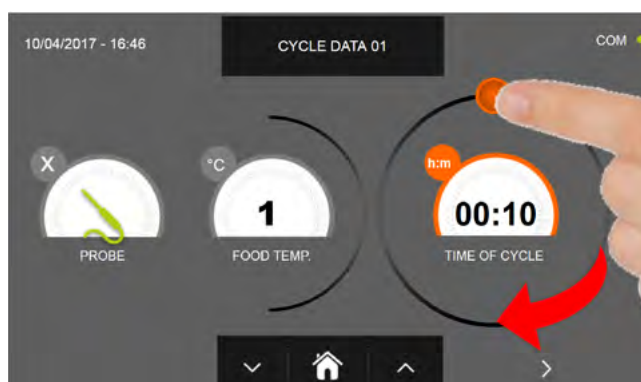 10/04/2017 - 16:46
CYCLE DATA 01
COM
X
°C
h:m
1
00:10
PROBE
FOOD TEMP.
TIME OF CYCLE